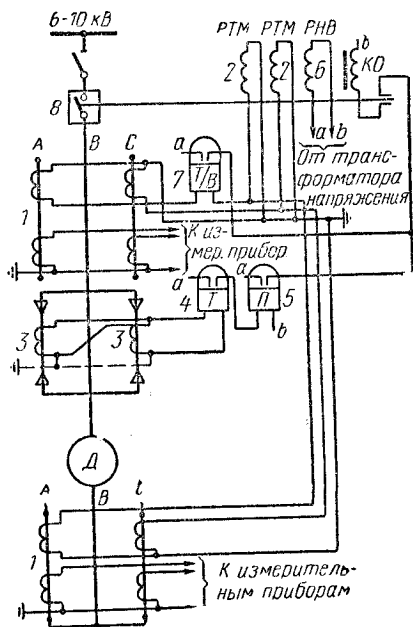 6-10 кВ
РТМ РТМ РНВ
b
2 2 6 КО
8
A B C
a b
От транс-
форматора
напряжения
a
7 Т/В
1
К из-
мер. прибор
a a
4 Т П 5
b
3 3
Д
A B t
1
К измеритель-
ным приборам